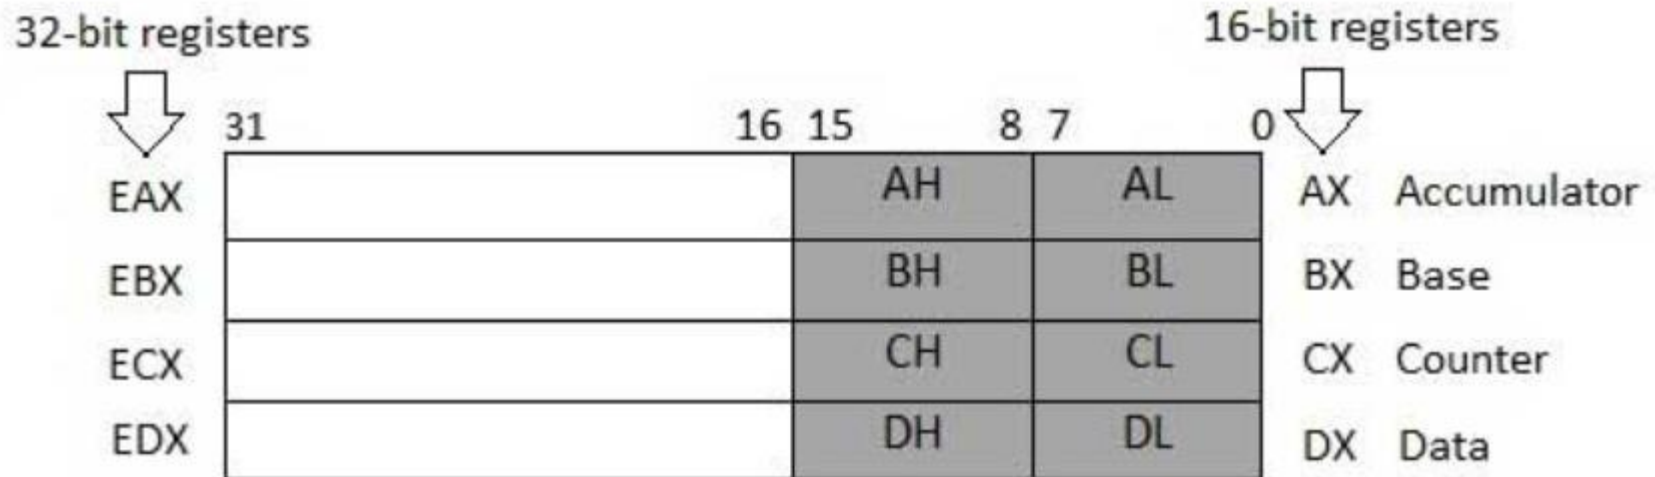 32-bit registers 16-bit registers
31 16 15 8 7 0
EAX AH AL AX Accumulator
EBX BH BL BX Base
ECX CH CL CX Counter
EDX DH DL DX Data